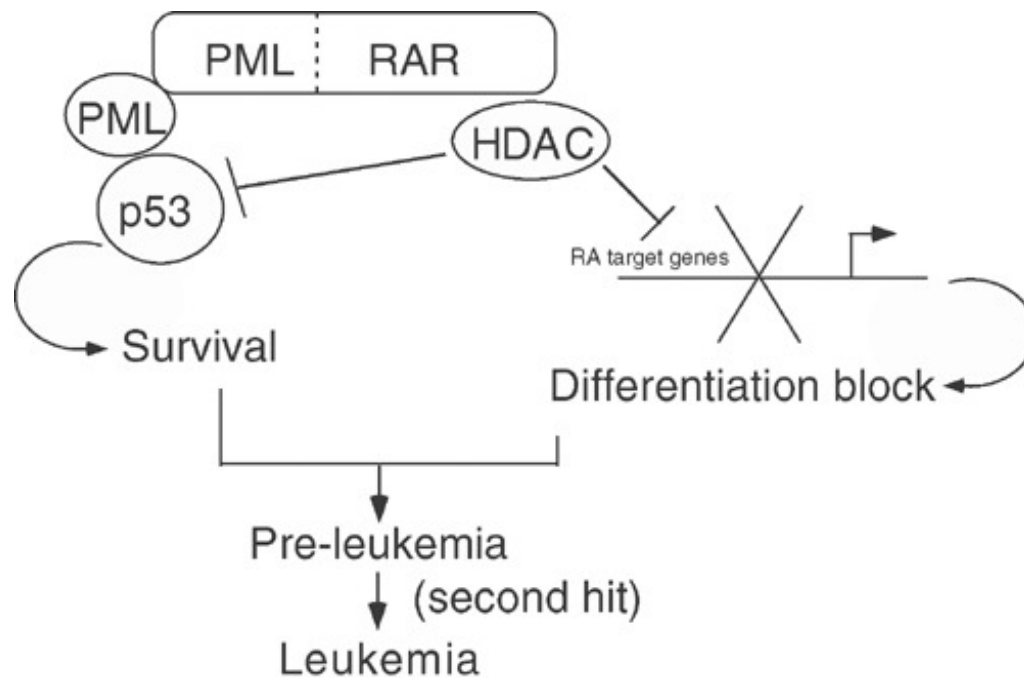 PML RAR
PML
HDAC
p53
RA target genes
Survival
Differentiation block
Pre-leukemia
(second hit)
Leukemia